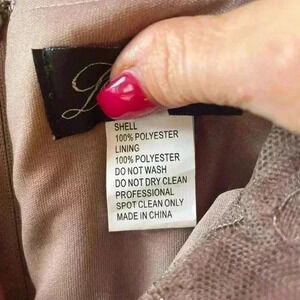 SHELL
100% POLYESTER
LINING
100% POLYESTER
DO NOT WASH
DO NOT DRY CLEAN
PROFESSIONAL
SPOT CLEAN ONLY
MADE IN CHINA